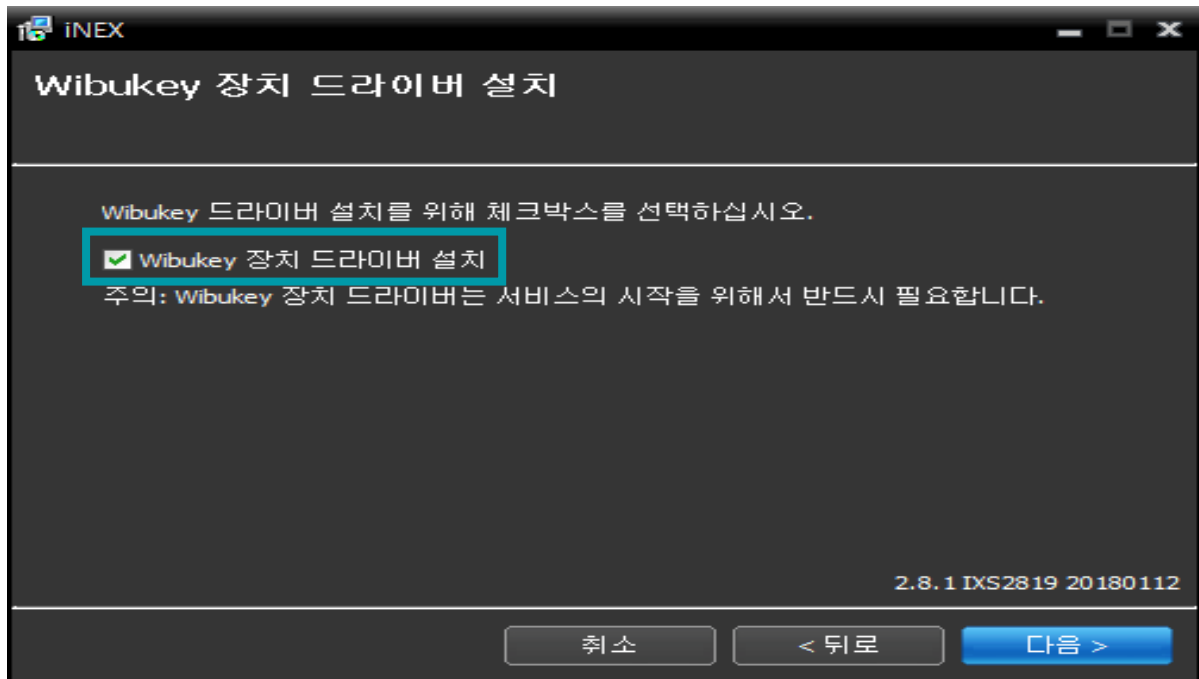 iNEX
Wibukey 장치 드라이버 설치
Wibukey 드라이버 설치를 위해 체크박스를 선택하십시오.
Wibukey 장치 드라이버 설치
주의: Wibukey 장치 드라이버는 서비스의 시작을 위해서 반드시 필요합니다.
2.8.1 IXS2819 20180112
취소 < 뒤로 다음 >